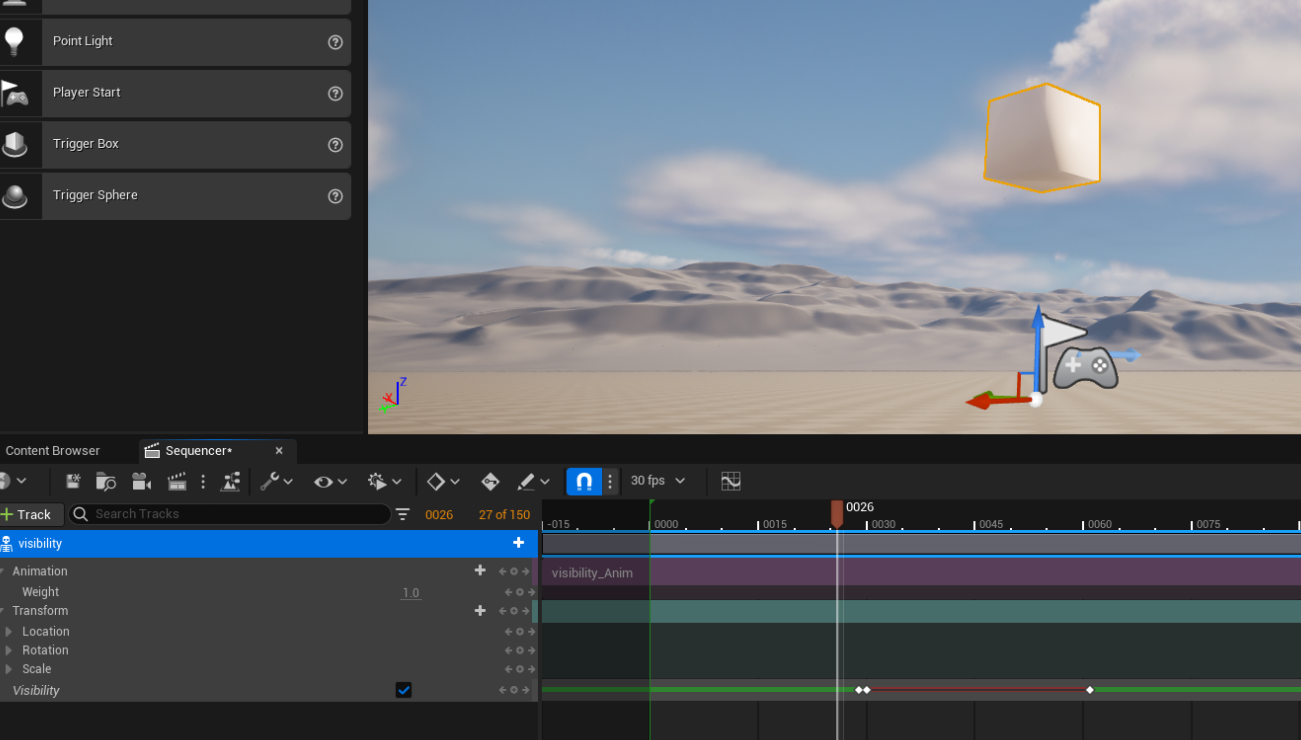 Point Light
Player Start
Trigger Box
Trigger Sphere
Z
X
Content Browser
Sequencer*
30 fps
+ Track
Search Tracks
0026
27 of 150
0026
-015
0000
0015
0030
0045
0060
0075
visibility
Animation
visibility_Anim
Weight
1.0
Transform
Location
Rotation
Scale
Visibility